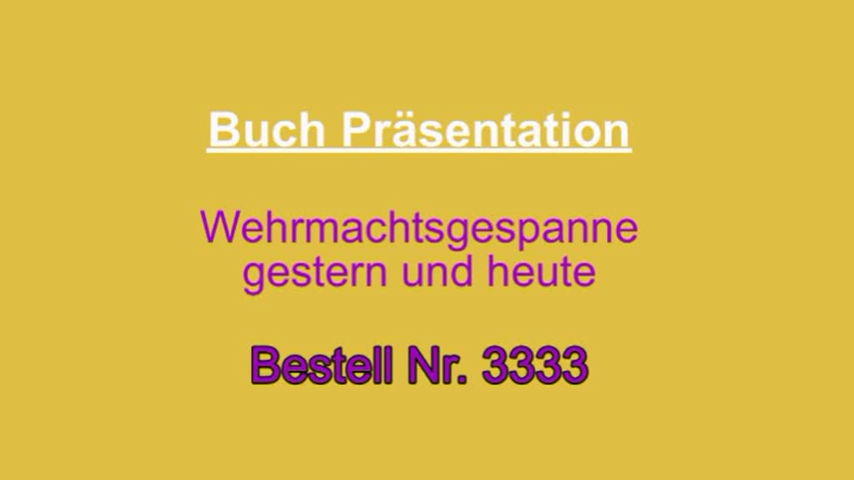 Buch Präsentation
Wehrmachtsgespanne
gestern und heute
Bestell Nr. 3333